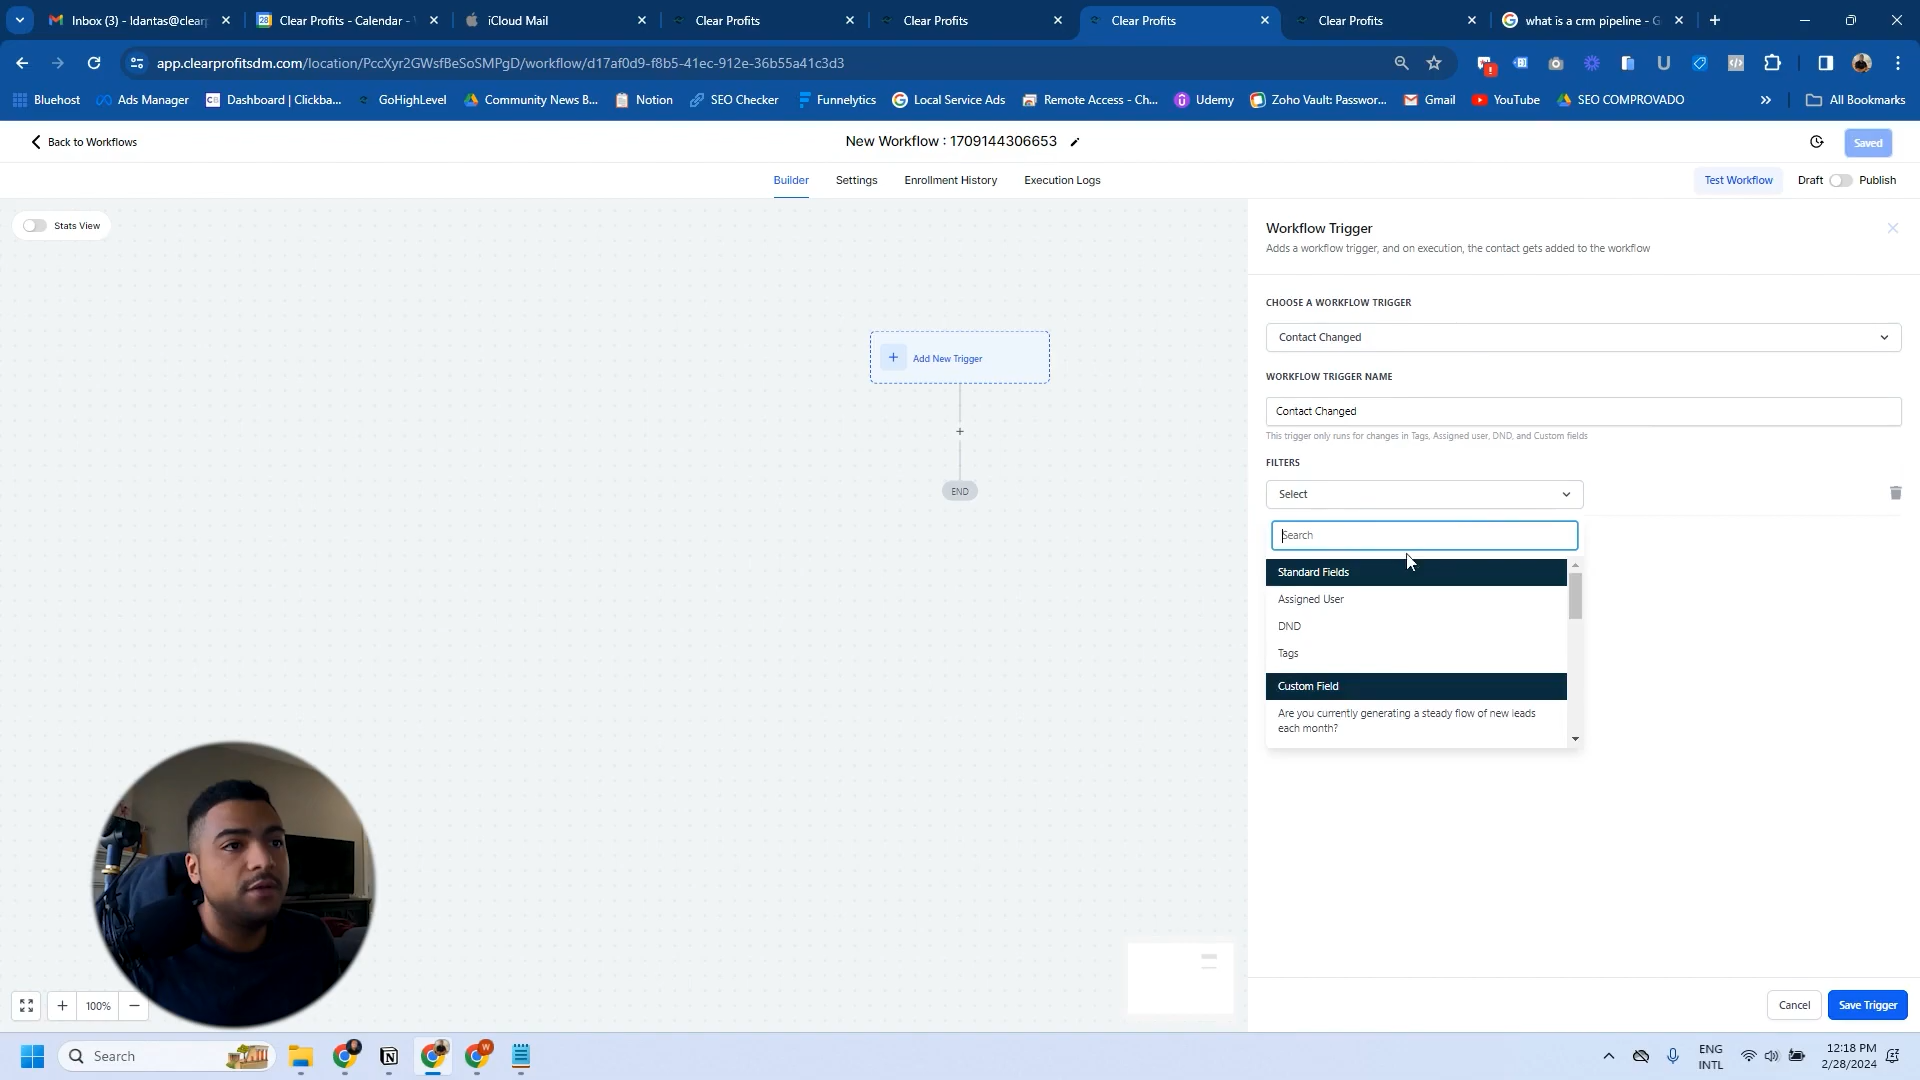 Inbox (3) - ldantas@clear
Clear Profits - Calendar -
iCloud Mail
Clear Profits
Clear Profits
Clear Profits
Clear Profits
what is a crm pipeline - G
app.clearprofitsdm.com/location/PccXyr2GWsfBeSoSMPgD/workflow/d17af0d9-f8b5-41ec-912e-36b55a41c3d3
Bluehost
Ads Manager
Dashboard | Clickba...
GoHighLevel
Community News B...
Notion
SEO Checker
Funnelytics
Local Service Ads
Remote Access - Ch...
Udemy
Zoho Vault: Passwor...
Gmail
YouTube
SEO COMPROVADO
All Bookmarks
Back to Workflows
New Workflow : 1709144306653
Saved
Builder
Settings
Enrollment History
Execution Logs
Test Workflow
Draft
Publish
Stats View
Workflow Trigger
Adds a workflow trigger, and on execution, the contact gets added to the workflow
CHOOSE A WORKFLOW TRIGGER
Contact Changed
WORKFLOW TRIGGER NAME
Contact Changed
This trigger only runs for changes in Tags, Assigned user, DND, and Custom fields
FILTERS
Select
Search
Standard Fields
Assigned User
DND
Tags
Custom Field
Are you currently generating a steady flow of new leads
each month?
Add New Trigger
END
100%
Cancel
Save Trigger
Search
ENG
INTL
12:18 PM
2/28/2024